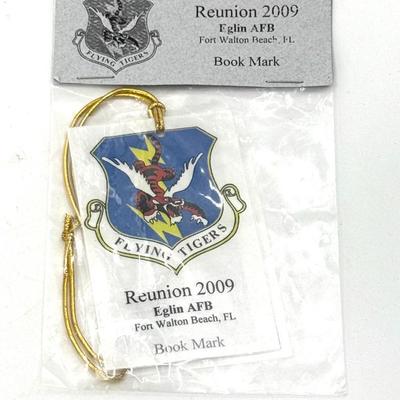 Reunion 2009
Eglin AFB
Fort Walton Beach, FL
Book Mark
FLYING TIGERS
FLYING TIGERS
Reunion 2009
Eglin AFB
Fort Walton Beach, FL
Book Mark